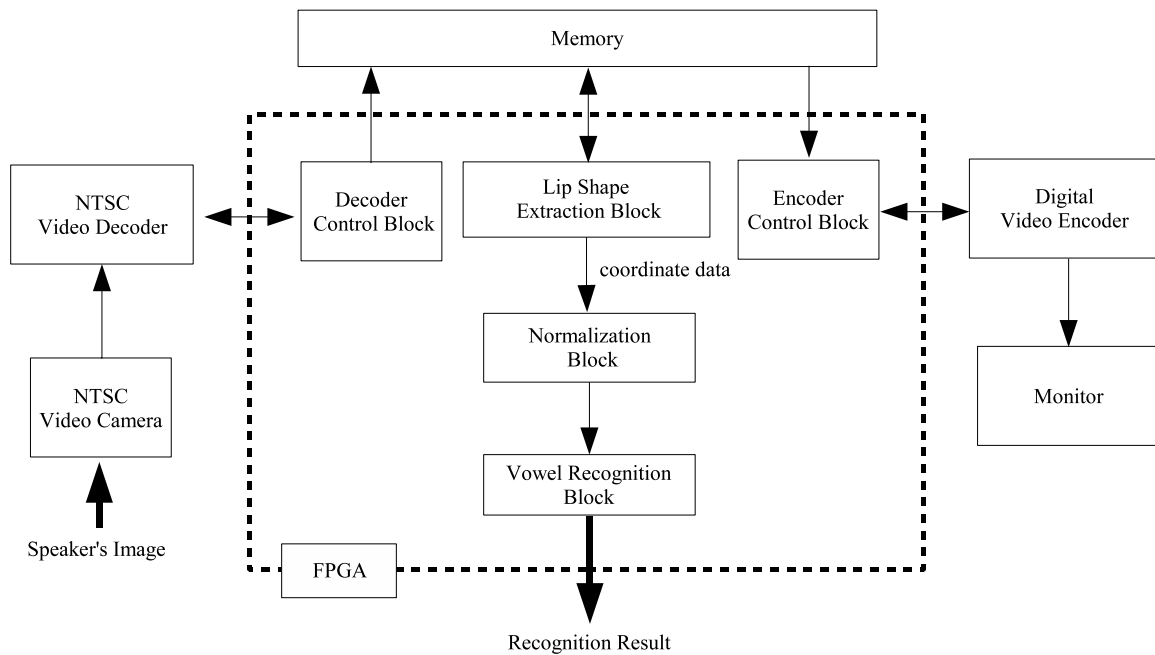 Memory
NTSC
Video Decoder
Decoder
Control Block
Lip Shape
Extraction Block
Encoder
Control Block
Digital
Video Encoder
coordinate data
Normalization
Block
NTSC
Video Camera
Monitor
Vowel Recognition
Block
Speaker's Image
FPGA
Recognition Result